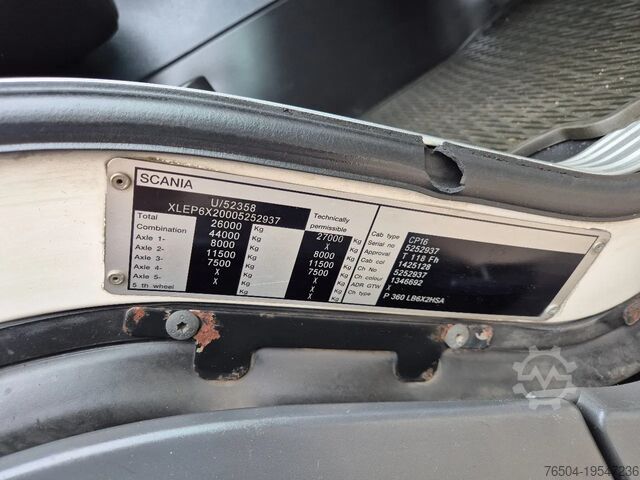 SCANIA
U/52358
XLEP6X20005252937
Technically permissible
Total 26000 Kg 27000 Kg
Combination 44000 Kg X Kg
Axle 1- 8000 Kg 8000 Kg
Axle 2- 11500 Kg 11500 Kg
Axle 3- 7500 Kg 7500 Kg
Axle 4- X Kg X Kg
Axle 5- X Kg X Kg
5 th wheel X Kg X Kg
Cab type CP16
Serial no 5252937
Approval T 118 Fh
Cab col 1425128
Ch No 5252937
Ch colour 1346692
ADR GTW X
Ch type P 360 LB6X2HSA
76504-19547236